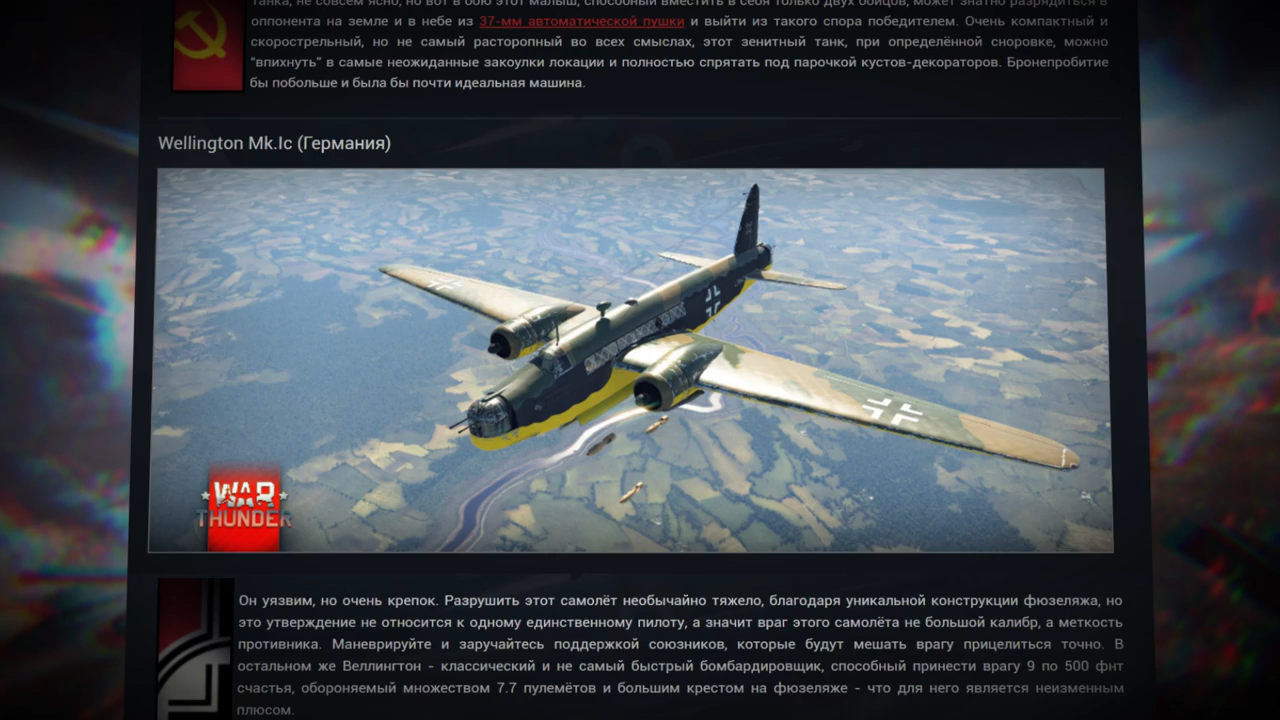 танка, не совсем ясно, но вот в бою этот малыш, способный вместить в себя только двух бойцов, может знатно разрядиться в
оппонента на земле и в небе из 37-мм автоматической пушки и выйти из такого спора победителем. Очень компактный и
скорострельный, но не самый расторопный во всех смыслах, этот зенитный танк, при определённой сноровке, можно
"впихнуть" в самые неожиданные закоулки локации и полностью спрятать под парочкой кустов-декораторов. Бронепробитие
бы побольше и была бы почти идеальная машина.
Wellington Mk.Ic (Германия)
WAR
THUNDER
Он уязвим, но очень крепок. Разрушить этот самолёт необычайно тяжело, благодаря уникальной конструкции фюзеляжа, но
это утверждение не относится к одному единственному пилоту, а значит враг этого самолёта не большой калибр, а меткость
противника. Маневрируйте и заручайтесь поддержкой союзников, которые будут мешать врагу прицелиться точно. В
остальном же Веллингтон - классический и не самый быстрый бомбардировщик, способный принести врагу 9 по 500 фнт
счастья, обороняемый множеством 7.7 пулемётов и большим крестом на фюзеляже - что для него является неизменным
плюсом.